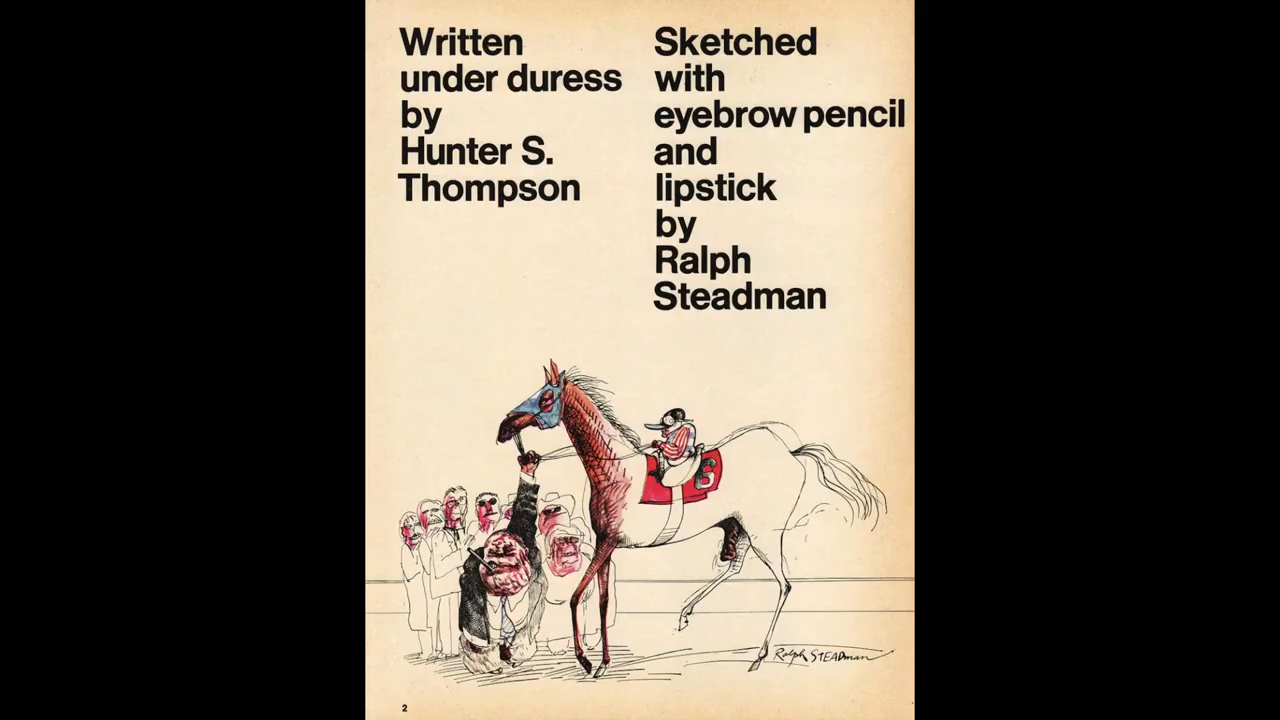 Written
under duress
by
Hunter S.
Thompson
Sketched
with
eyebrow pencil
and
lipstick
by
Ralph
Steadman
6
Ralph STEADman
2